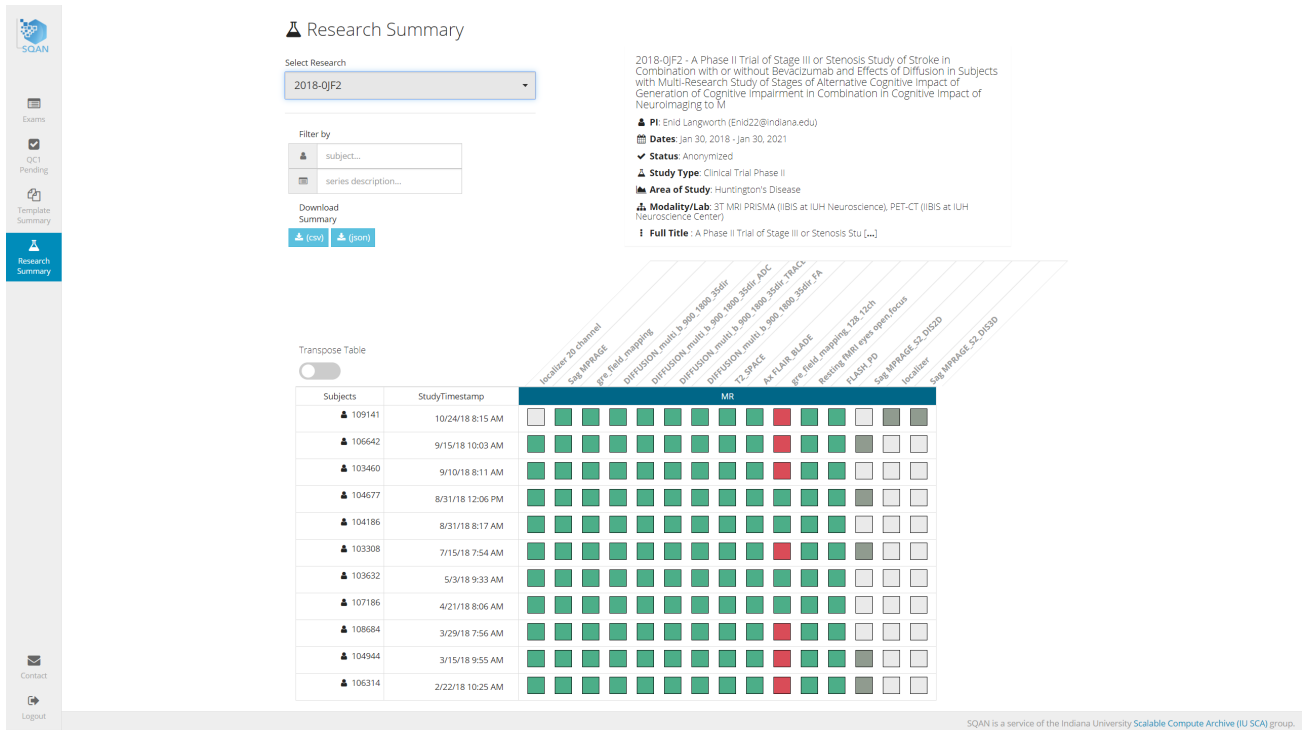 SQAN
Exams
QC1
Pending
Template
Summary
Research
Summary
Contact
Logout
Research Summary
Select Research
2018-0JF2
Filter by
subject...
series description...
Download
Summary
(csv) (json)
2018-0JF2 - A Phase II Trial of Stage III or Stenosis Study of Stroke in
Combination with or without Bevacizumab and Effects of Diffusion in Subjects
with Multi-Research Study of Stages of Alternative Cognitive Impact of
Generation of Cognitive Impairment in Combination in Cognitive Impact of
Neuroimaging to M
PI: Enid Langworth (Enid22@indiana.edu)
Dates: Jan 30, 2018 - Jan 30, 2021
Status: Anonymized
Study Type: Clinical Trial Phase II
Area of Study: Huntington's Disease
Modality/Lab: 3T MRI PRISMA (IIBIS at IUH Neuroscience), PET-CT (IIBIS at IUH
Neuroscience Center)
Full Title : A Phase II Trial of Stage III or Stenosis Stu [...]
Transpose Table
localizer 20 channel
Sag MPRAGE
gre_field_mapping
DIFFUSION_multi_b_900_1800_35dir
DIFFUSION_multi_b_900_1800_35dir_ADC
DIFFUSION_multi_b_900_1800_35dir_TRACE
DIFFUSION_multi_b_900_1800_35dir_FA
T2_SPACE
Ax FLAIR_BLADE
gre_field_mapping_128_12ch
Resting fMRI eyes open,focus
FLASH_PD
Sag MPRAGE_S2_DIS2D
localizer
Sag MPRAGE_S2_DIS3D
Subjects StudyTimestamp MR
109141 10/24/18 8:15 AM
106642 9/15/18 10:03 AM
103460 9/10/18 8:11 AM
104677 8/31/18 12:06 PM
104186 8/31/18 8:17 AM
103308 7/15/18 7:54 AM
103632 5/3/18 9:33 AM
107186 4/21/18 8:06 AM
108684 3/29/18 7:56 AM
104944 3/15/18 9:55 AM
106314 2/22/18 10:25 AM
SQAN is a service of the Indiana University Scalable Compute Archive (IU SCA) group.